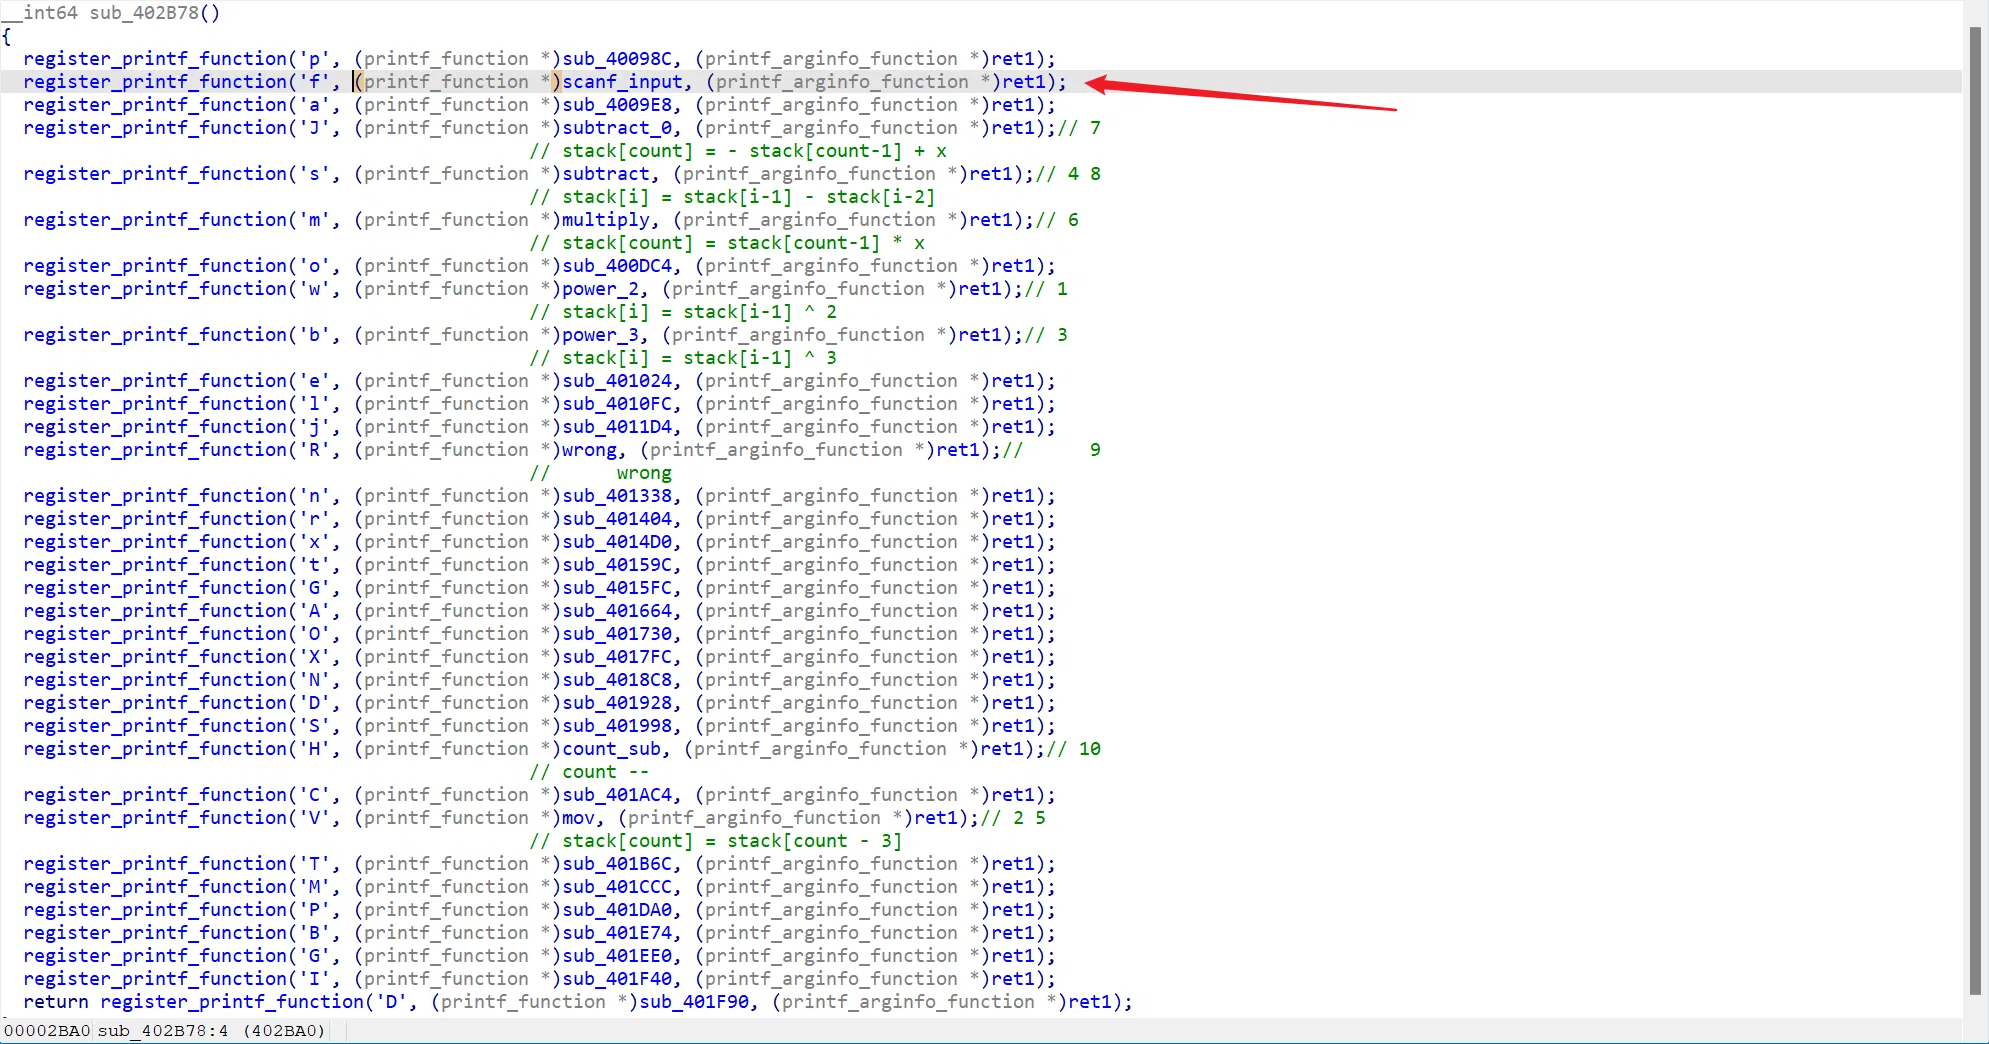 __int64 sub_402B78()
{
  register_printf_function('p', (printf_function *)sub_40098C, (printf_arginfo_function *)ret1);
  register_printf_function('f', (printf_function *)scanf_input, (printf_arginfo_function *)ret1);
  register_printf_function('a', (printf_function *)sub_4009E8, (printf_arginfo_function *)ret1);
  register_printf_function('J', (printf_function *)subtract_0, (printf_arginfo_function *)ret1);// 7
                                                // stack[count] = - stack[count-1] + x
  register_printf_function('s', (printf_function *)subtract, (printf_arginfo_function *)ret1);// 4 8
                                                // stack[i] = stack[i-1] - stack[i-2]
  register_printf_function('m', (printf_function *)multiply, (printf_arginfo_function *)ret1);// 6
                                                // stack[count] = stack[count-1] * x
  register_printf_function('o', (printf_function *)sub_400DC4, (printf_arginfo_function *)ret1);
  register_printf_function('w', (printf_function *)power_2, (printf_arginfo_function *)ret1);// 1
                                                // stack[i] = stack[i-1] ^ 2
  register_printf_function('b', (printf_function *)power_3, (printf_arginfo_function *)ret1);// 3
                                                // stack[i] = stack[i-1] ^ 3
  register_printf_function('e', (printf_function *)sub_401024, (printf_arginfo_function *)ret1);
  register_printf_function('l', (printf_function *)sub_4010FC, (printf_arginfo_function *)ret1);
  register_printf_function('j', (printf_function *)sub_4011D4, (printf_arginfo_function *)ret1);
  register_printf_function('R', (printf_function *)wrong, (printf_arginfo_function *)ret1);//      9
                                                //      wrong
  register_printf_function('n', (printf_function *)sub_401338, (printf_arginfo_function *)ret1);
  register_printf_function('r', (printf_function *)sub_401404, (printf_arginfo_function *)ret1);
  register_printf_function('x', (printf_function *)sub_4014D0, (printf_arginfo_function *)ret1);
  register_printf_function('t', (printf_function *)sub_40159C, (printf_arginfo_function *)ret1);
  register_printf_function('G', (printf_function *)sub_4015FC, (printf_arginfo_function *)ret1);
  register_printf_function('A', (printf_function *)sub_401664, (printf_arginfo_function *)ret1);
  register_printf_function('O', (printf_function *)sub_401730, (printf_arginfo_function *)ret1);
  register_printf_function('X', (printf_function *)sub_4017FC, (printf_arginfo_function *)ret1);
  register_printf_function('N', (printf_function *)sub_4018C8, (printf_arginfo_function *)ret1);
  register_printf_function('D', (printf_function *)sub_401928, (printf_arginfo_function *)ret1);
  register_printf_function('S', (printf_function *)sub_401998, (printf_arginfo_function *)ret1);
  register_printf_function('H', (printf_function *)count_sub, (printf_arginfo_function *)ret1);// 10
                                                // count --
  register_printf_function('C', (printf_function *)sub_401AC4, (printf_arginfo_function *)ret1);
  register_printf_function('V', (printf_function *)mov, (printf_arginfo_function *)ret1);// 2 5
                                                // stack[count] = stack[count - 3]
  register_printf_function('T', (printf_function *)sub_401B6C, (printf_arginfo_function *)ret1);
  register_printf_function('M', (printf_function *)sub_401CCC, (printf_arginfo_function *)ret1);
  register_printf_function('P', (printf_function *)sub_401DA0, (printf_arginfo_function *)ret1);
  register_printf_function('B', (printf_function *)sub_401E74, (printf_arginfo_function *)ret1);
  register_printf_function('G', (printf_function *)sub_401EE0, (printf_arginfo_function *)ret1);
  register_printf_function('I', (printf_function *)sub_401F40, (printf_arginfo_function *)ret1);
  return register_printf_function('D', (printf_function *)sub_401F90, (printf_arginfo_function *)ret1);
00002BA0 sub_402B78:4 (402BA0)